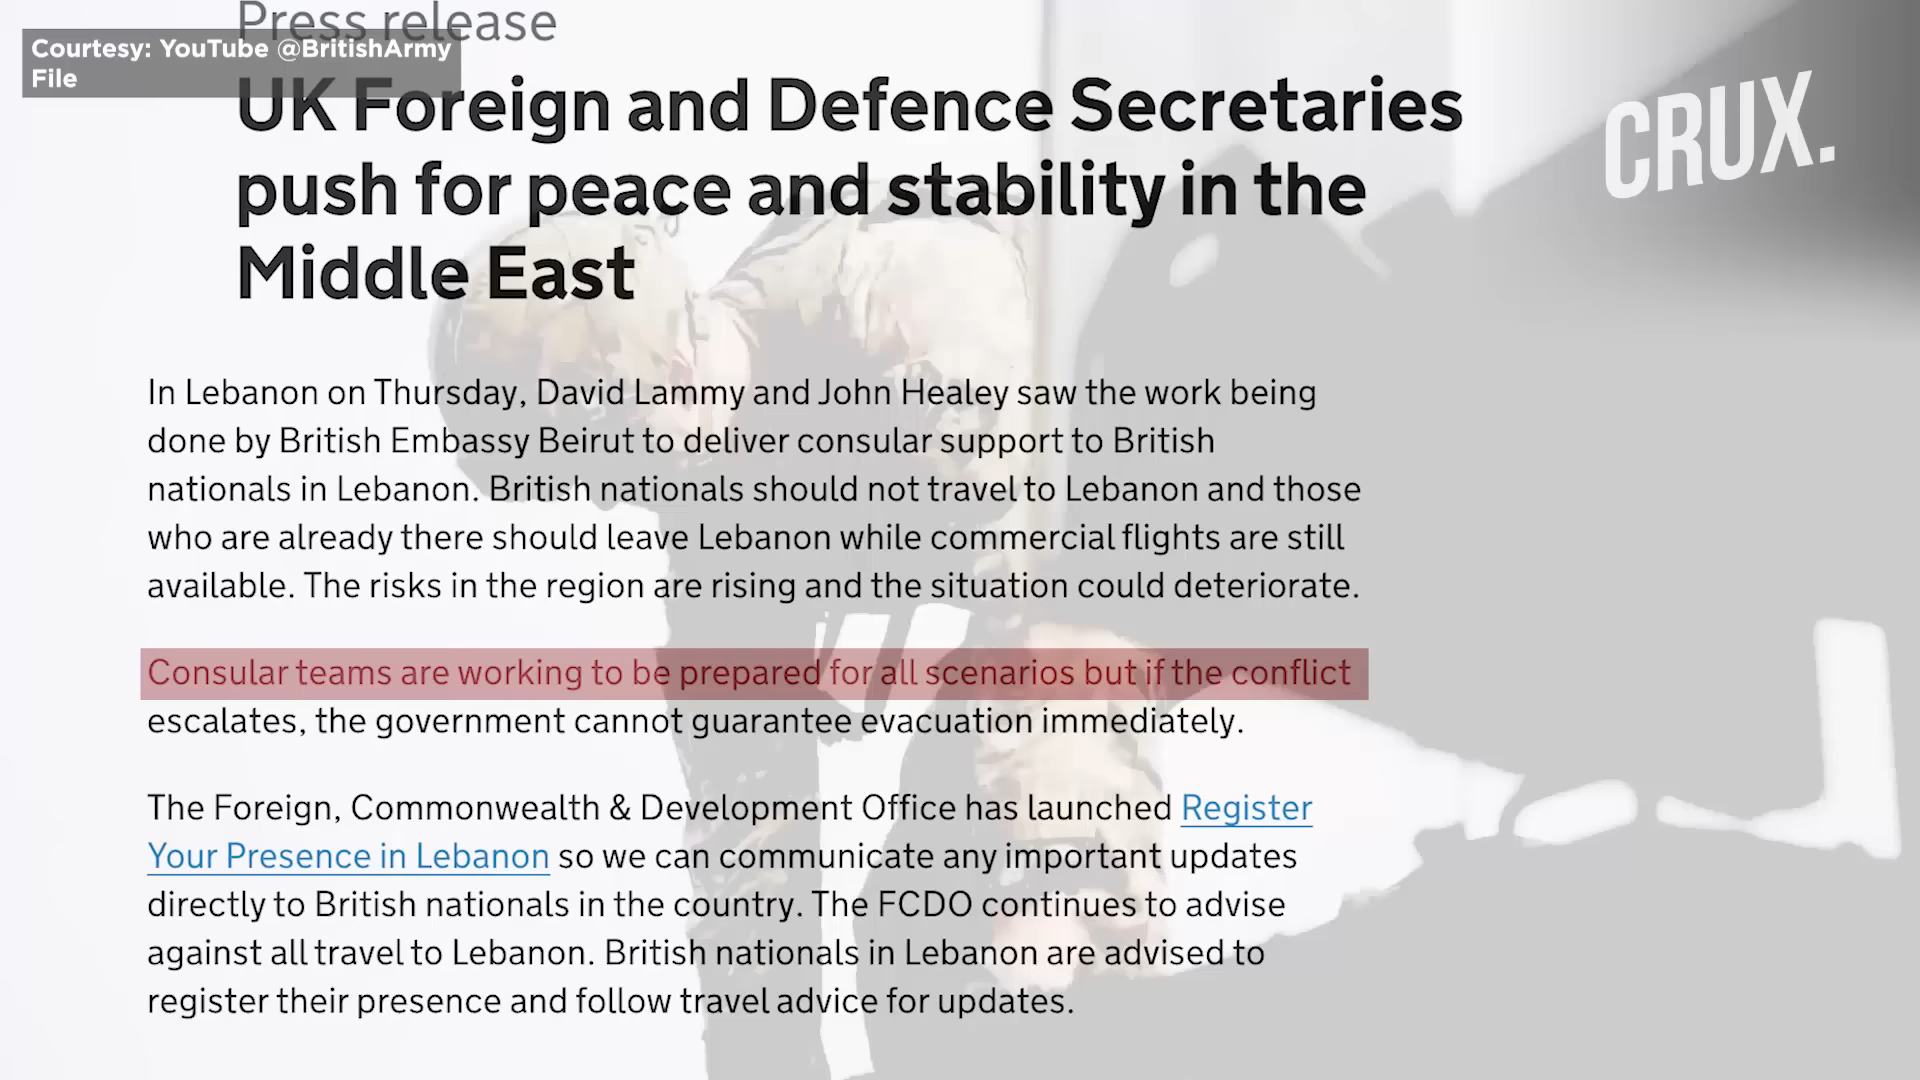 Press release
Courtesy: YouTube @BritishArmy
File
UK Foreign and Defence Secretaries
push for peace and stability in the
Middle East
CRUX.
In Lebanon on Thursday, David Lammy and John Healey saw the work being
done by British Embassy Beirut to deliver consular support to British
nationals in Lebanon. British nationals should not travel to Lebanon and those
who are already there should leave Lebanon while commercial flights are still
available. The risks in the region are rising and the situation could deteriorate.
Consular teams are working to be prepared for all scenarios but if the conflict
escalates, the government cannot guarantee evacuation immediately.
The Foreign, Commonwealth & Development Office has launched Register
Your Presence in Lebanon so we can communicate any important updates
directly to British nationals in the country. The FCDO continues to advise
against all travel to Lebanon. British nationals in Lebanon are advised to
register their presence and follow travel advice for updates.